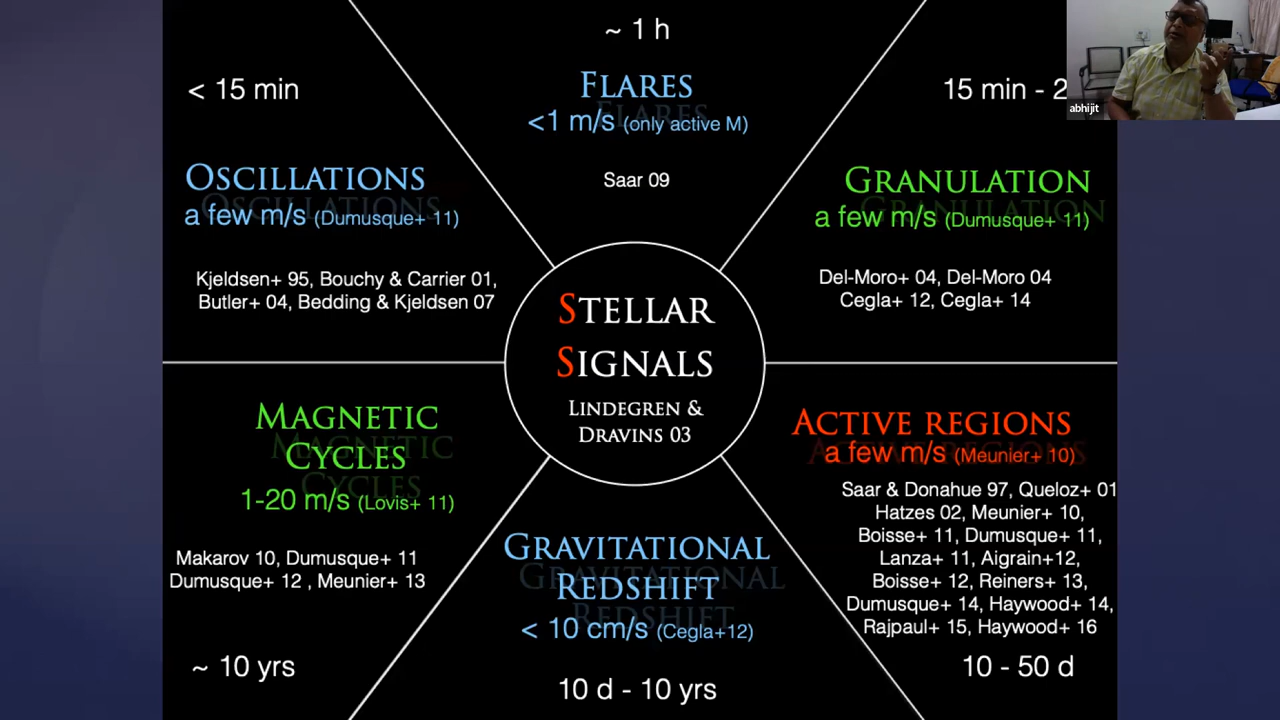 ~ 1 h
FLARES
<1 m/s (only active M)
Saar 09
< 15 min
OSCILLATIONS
a few m/s (Dumusque+ 11)
Kjeldsen+ 95, Bouchy & Carrier 01,
Butler+ 04, Bedding & Kjeldsen 07
15 min - 2
abhijit
GRANULATION
a few m/s (Dumusque+ 11)
Del-Moro+ 04, Del-Moro 04
Cegla+ 12, Cegla+ 14
STELLAR
SIGNALS
LINDEGREN &
DRAVINS 03
MAGNETIC
CYCLES
1-20 m/s (Lovis+ 11)
Makarov 10, Dumusque+ 11
Dumusque+ 12 , Meunier+ 13
~ 10 yrs
GRAVITATIONAL
REDSHIFT
< 10 cm/s (Cegla+12)
10 d - 10 yrs
ACTIVE REGIONS
a few m/s (Meunier+ 10)
Saar & Donahue 97, Queloz+ 01
Hatzes 02, Meunier+ 10,
Boisse+ 11, Dumusque+ 11,
Lanza+ 11, Aigrain+12,
Boisse+ 12, Reiners+ 13,
Dumusque+ 14, Haywood+ 14,
Rajpaul+ 15, Haywood+ 16
10 - 50 d